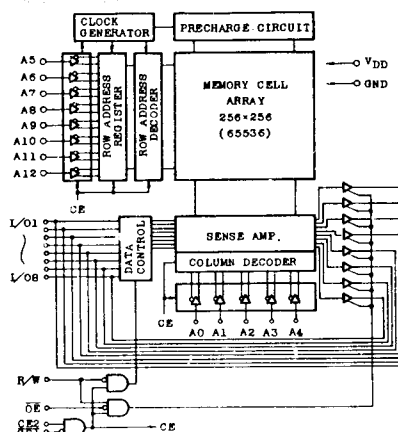 CLOCK GENERATOR
PRECHARGE CIRCUIT
A5
A6
A7
A8
A9
A10
A11
A12
ROW ADDRESS REGISTER
ROW ADDRESS DECODER
MEMORY CELL
ARRAY
256×256
(65536)
VDD
GND
CE
I/O1
I/O8
DATA CONTROL
SENSE AMP.
COLUMN DECODER
CE
A0 A1 A2 A3 A4
R/W
OE
CE2
CE